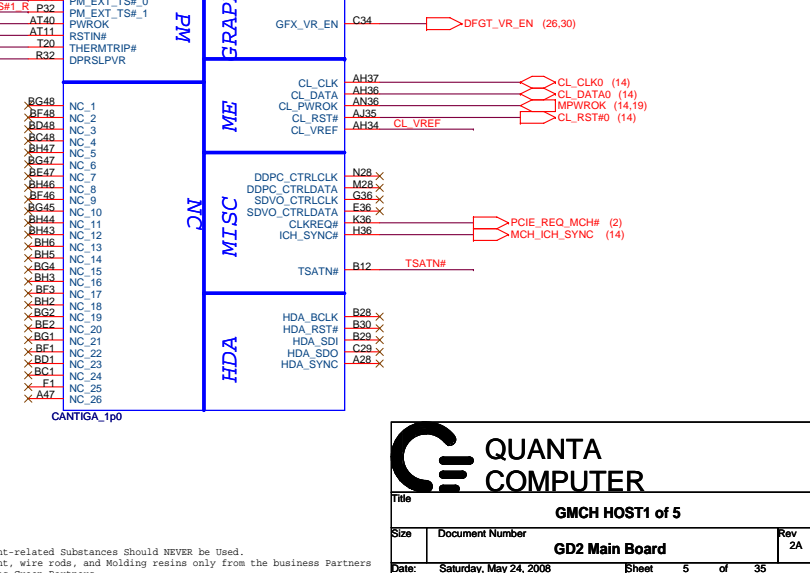 S#1_R P32 PM_EXT_TS#_0
PM_EXT_TS#_1
AT40 PWROK
AT11 RSTIN#
T20 THERMTRIP#
R32 DPRSLPVR
PM
GRAP
GFX_VR_EN C34 DFGT_VR_EN (26,30)
ME
CL_CLK AH37 CL_CLK0 (14)
CL_DATA AH36 CL_DATA0 (14)
CL_PWROK AN36 MPWROK (14,19)
CL_RST# AJ35 CL_RST#0 (14)
CL_VREF AH34 CL_VREF
BG48 NC_1
BF48 NC_2
BD48 NC_3
BC48 NC_4
BH47 NC_5
BG47 NC_6
BE47 NC_7
BH46 NC_8
BF46 NC_9
BG45 NC_10
BH44 NC_11
BH43 NC_12
BH6 NC_13
BH5 NC_14
BG4 NC_15
BH3 NC_16
BF3 NC_17
BH2 NC_18
BG2 NC_19
BE2 NC_20
BG1 NC_21
BF1 NC_22
BD1 NC_23
BC1 NC_24
F1 NC_25
A47 NC_26
NC
MISC
DDPC_CTRLCLK N28
DDPC_CTRLDATA M28
SDVO_CTRLCLK G36
SDVO_CTRLDATA E36
CLKREQ# K36 PCIE_REQ_MCH# (2)
ICH_SYNC# H36 MCH_ICH_SYNC (14)
TSATN# B12 TSATN#
HDA
HDA_BCLK B28
HDA_RST# B30
HDA_SDI B29
HDA_SDO C29
HDA_SYNC A28
CANTIGA_1p0
QUANTA
COMPUTER
Title
GMCH HOST1 of 5
Size Document Number Rev
GD2 Main Board 2A
Date: Saturday, May 24, 2008 Sheet 5 of 35
nt-related Substances Should NEVER be Used.
nt, wire rods, and Molding resins only from the business Partners